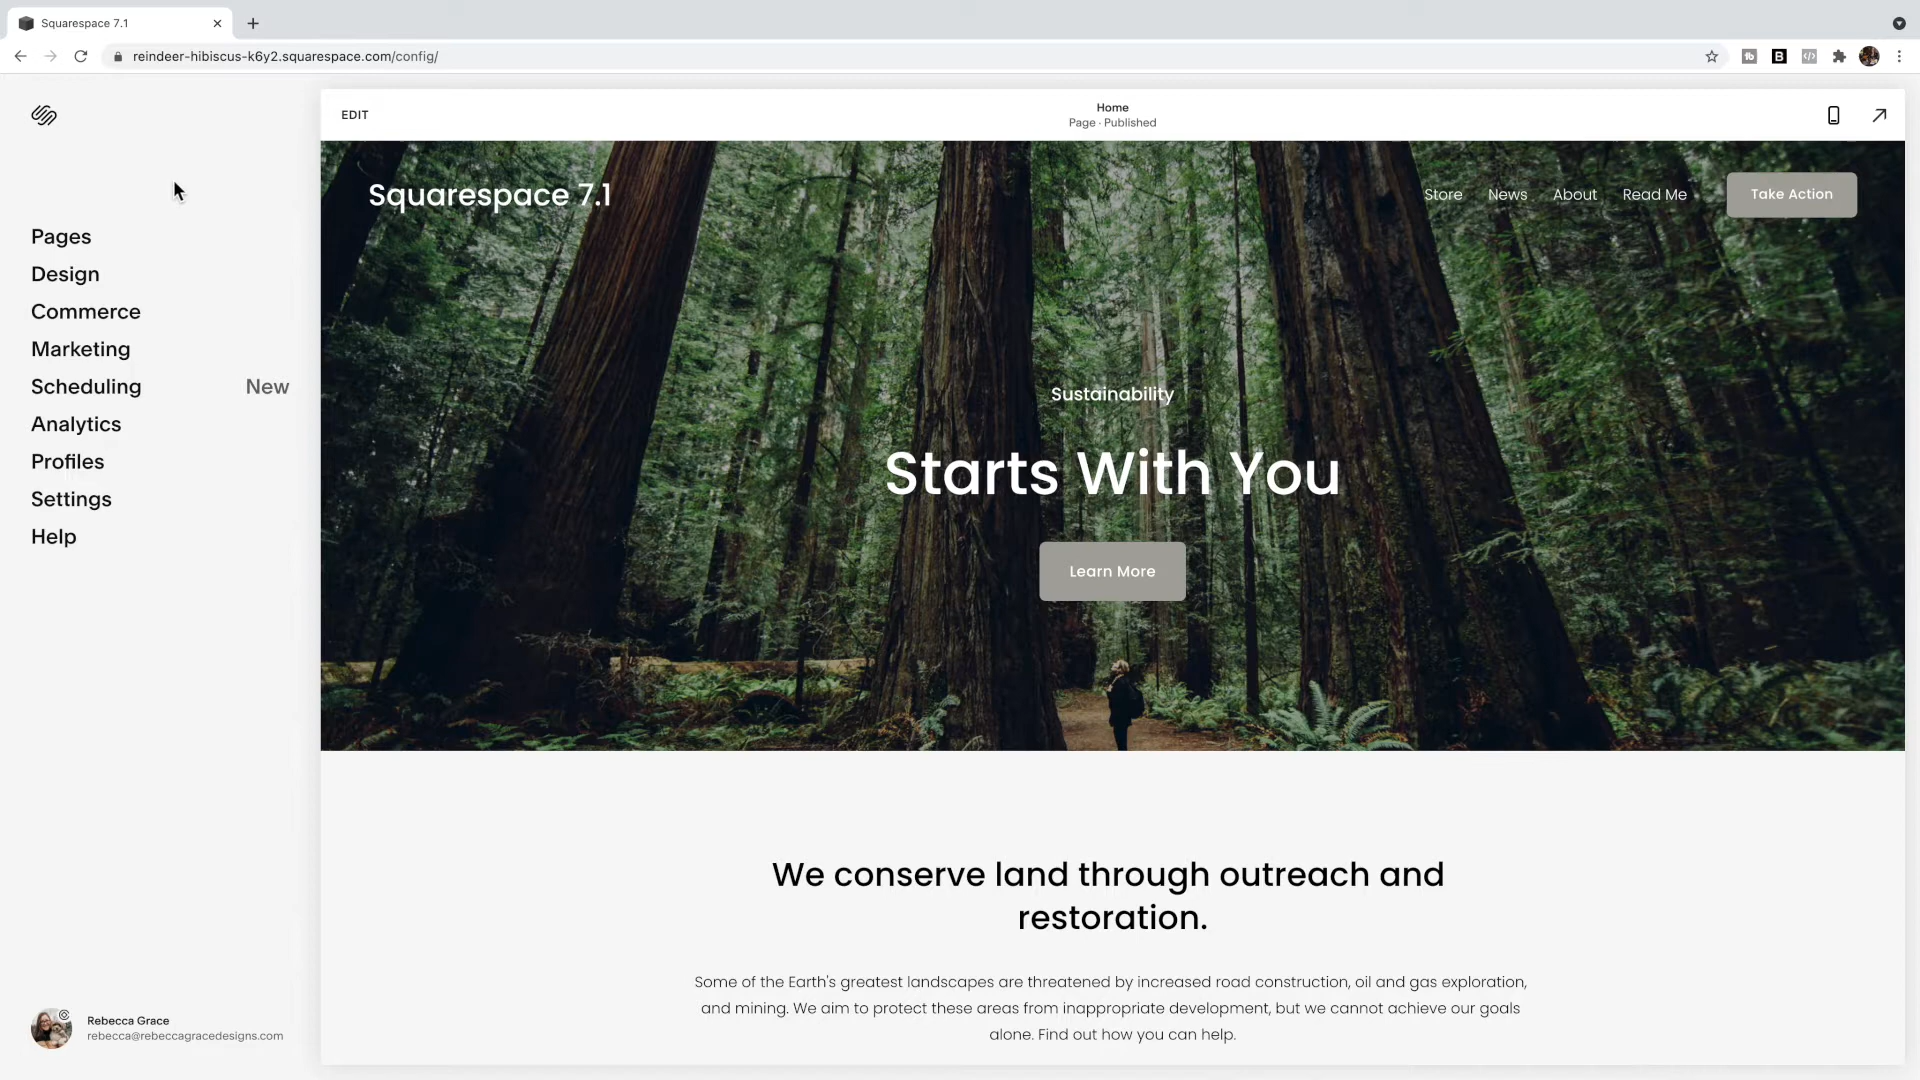 Squarespace 7.1
reindeer-hibiscus-k6y2.squarespace.com/config/
EDIT
Home
Page · Published
Pages
Design
Commerce
Marketing
Scheduling New
Analytics
Profiles
Settings
Help
Rebecca Grace
rebecca@rebeccagracedesigns.com
Squarespace 7.1
Store News About Read Me Take Action
Sustainability
Starts With You
Learn More
We conserve land through outreach and
restoration.
Some of the Earth's greatest landscapes are threatened by increased road construction, oil and gas exploration,
and mining. We aim to protect these areas from inappropriate development, but we cannot achieve our goals
alone. Find out how you can help.